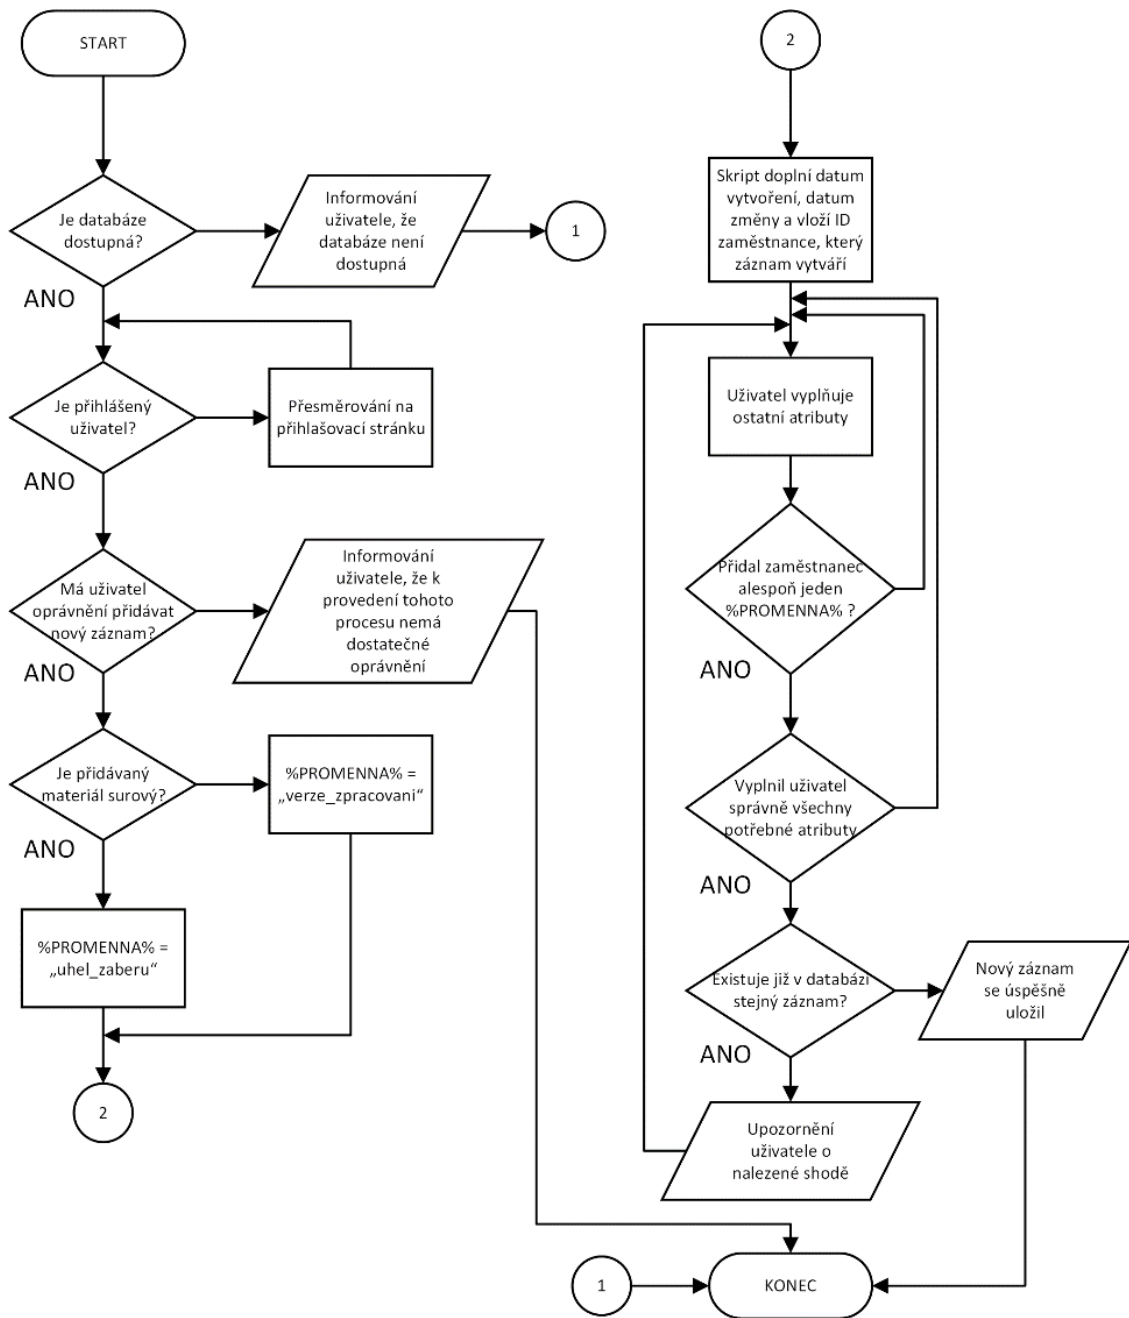 START
Je databáze
dostupná?
Informování
uživatele, že
databáze není
dostupná
1
ANO
Je přihlášený
uživatel?
Přesměrování na
přihlašovací stránku
ANO
Má uživatel
oprávnění přidávat
nový záznam?
Informování
uživatele, že k
provedení tohoto
procesu nemá
dostatečné
oprávnění
ANO
Je přidávaný
materiál surový?
%PROMENNA% =
„verze_zpracovani“
ANO
%PROMENNA% =
„uhel_zaberu“
2
2
Skript doplní datum
vytvoření, datum
změny a vloží ID
zaměstnance, který
záznam vytváří
Uživatel vyplňuje
ostatní atributy
Přidal zaměstnanec
alespoň jeden
%PROMENNA% ?
ANO
Vyplnil uživatel
správně všechny
potřebné atributy
ANO
Existuje již v databázi
stejný záznam?
Nový záznam
se úspěšně
uložil
ANO
Upozornění
uživatele o
nalezené shodě
1
KONEC